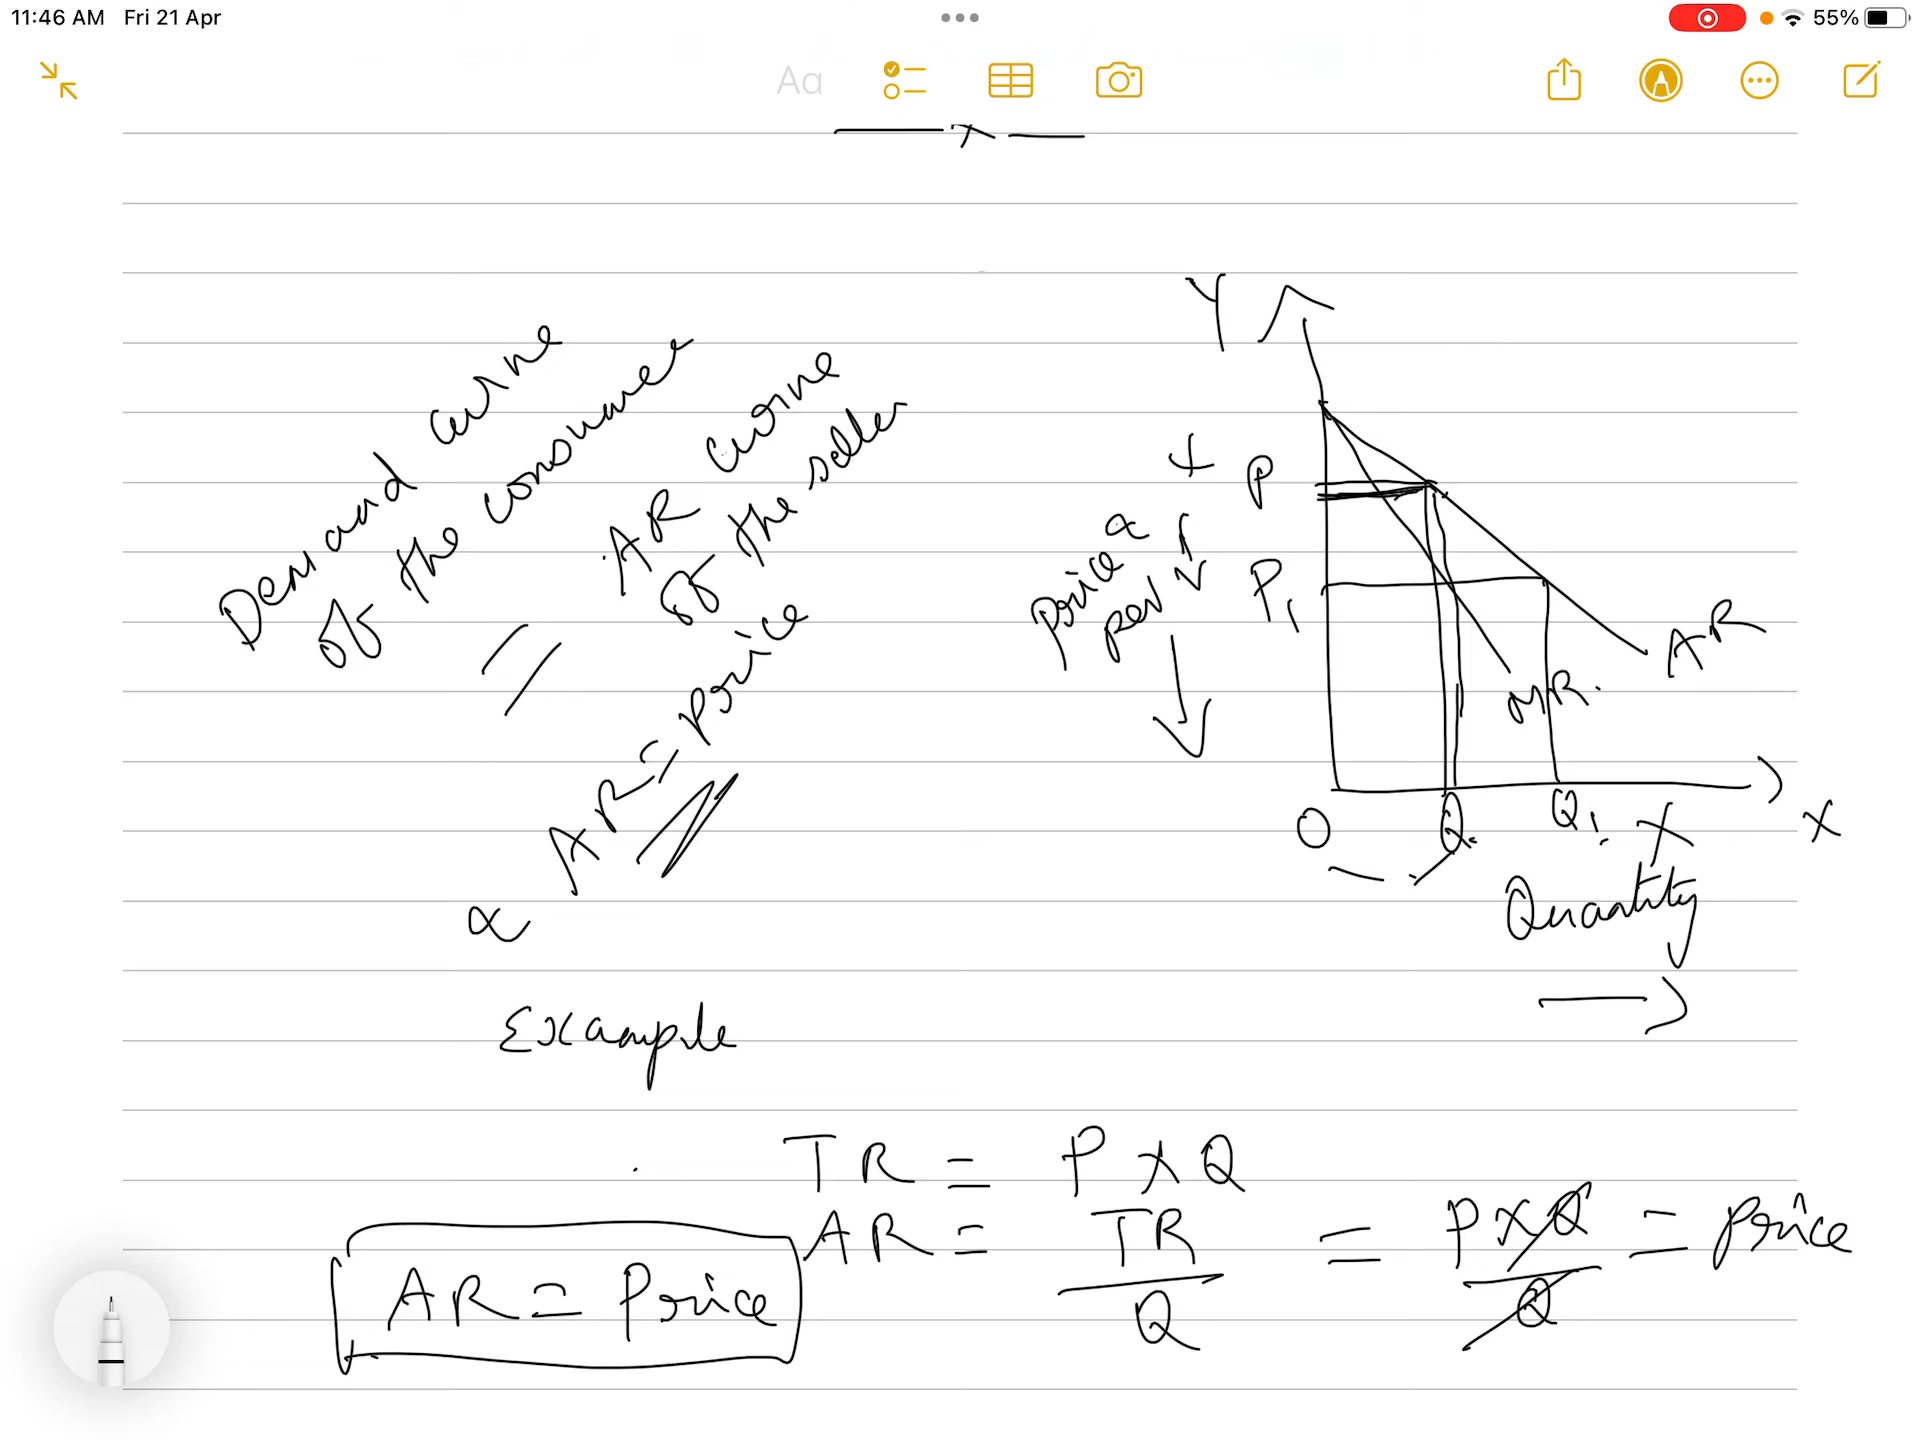 11:46 AM Fri 21 Apr
55%
Aa
Demand curve
of the consumer
=
AR curve
of the seller
AR = price
∝
Example
Y
P
P1
Price &
rev
AR
MR.
O
Q
Q1
X
X
Quantity
TR = P X Q
AR = TR/Q = PXQ/Q = Price
AR = Price